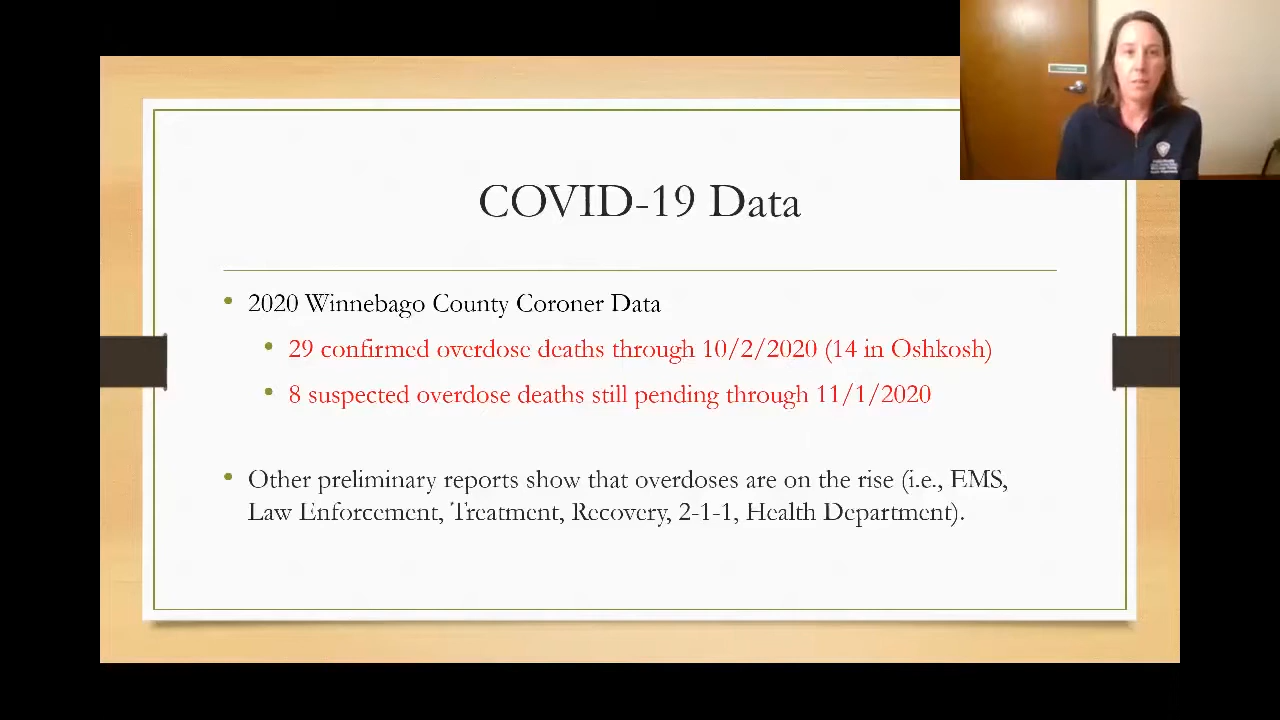 COVID-19 Data
2020 Winnebago County Coroner Data
29 confirmed overdose deaths through 10/2/2020 (14 in Oshkosh)
8 suspected overdose deaths still pending through 11/1/2020
Other preliminary reports show that overdoses are on the rise (i.e., EMS,
Law Enforcement, Treatment, Recovery, 2-1-1, Health Department).